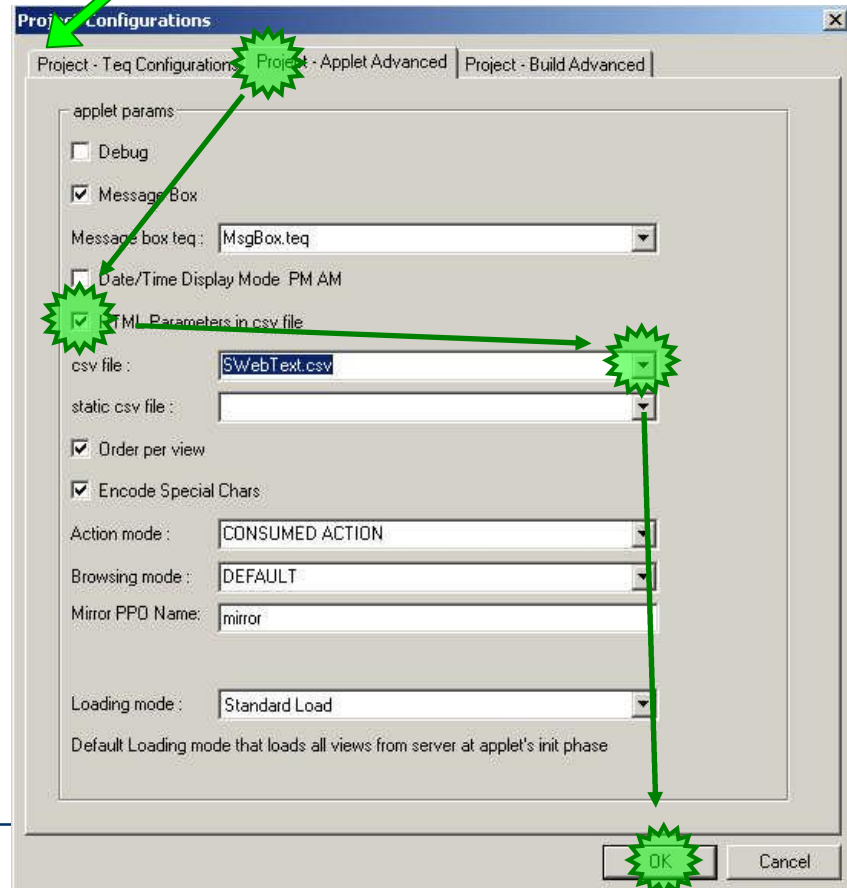 Project Configurations
Project - Teq Configurations Project - Applet Advanced Project - Build Advanced
applet params
Debug
Message Box
Message box teq : MsgBox.teq
Date/Time Display Mode PM AM
HTML Parameters in csv file
csv file : SWebText.csv
static csv file :
Order per view
Encode Special Chars
Action mode : CONSUMED ACTION
Browsing mode : DEFAULT
Mirror PPO Name: mirror
Loading mode : Standard Load
Default Loading mode that loads all views from server at applet's init phase
OK Cancel